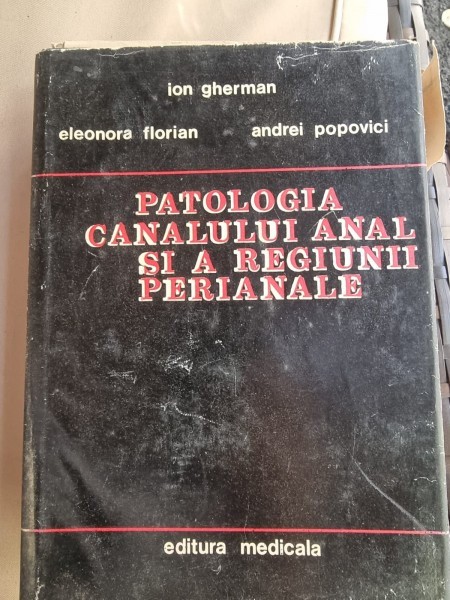 ion gherman
eleonora florian andrei popovici
PATOLOGIA
CANALULUI ANAL
SI A REGIUNII
PERIANALE
editura medicala